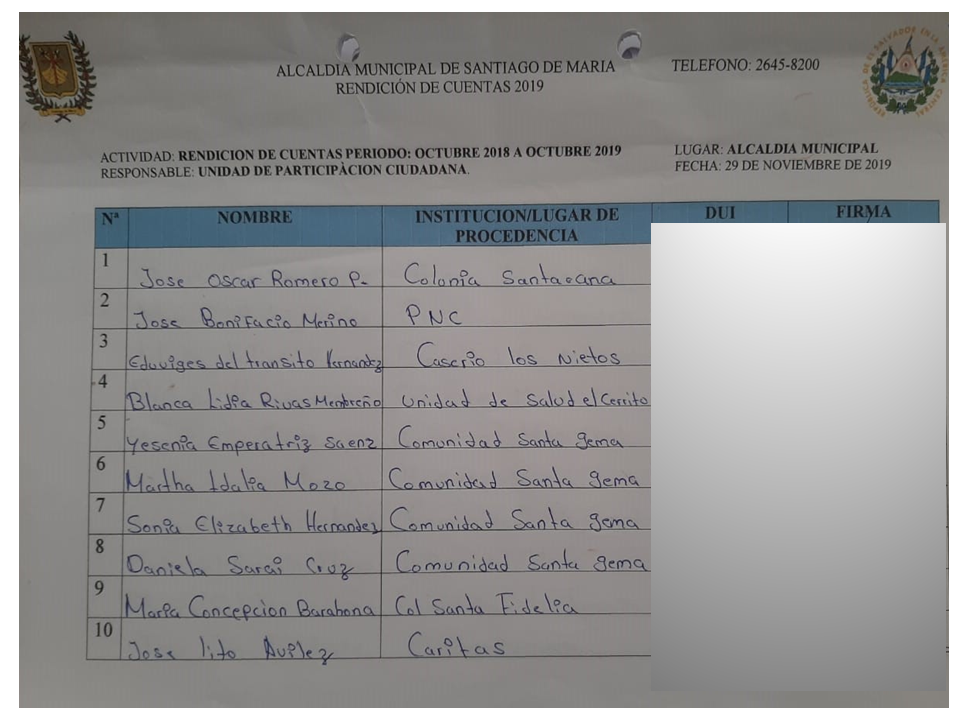 ALCALDIA MUNICIPAL DE SANTIAGO DE MARIA
TELEFONO: 2645-8200
RENDICIÓN DE CUENTAS 2019
ACTIVIDAD: RENDICION DE CUENTAS PERIODO: OCTUBRE 2018 A OCTUBRE 2019
LUGAR: ALCALDIA MUNICIPAL
RESPONSABLE: UNIDAD DE PARTICIPÀCION CIUDADANA.
FECHA: 29 DE NOVIEMBRE DE 2019
Nª NOMBRE INSTITUCION/LUGAR DE PROCEDENCIA DUI FIRMA
1 Jose Oscar Romero P. Colonia
2 Jose Bonifacio Merino PNC
3 Eduviges del transito Hernandez Caserio los Nietos
4 Blanca Lidia Rivas Unidad de Salud el Cerrito
5 Yesenia Emperatriz Saenz Comunidad Santa gema
6 Martha Idalia Mozo Comunidad Santa gema
7 Sonia Elizabeth Hernandez Comunidad Santa gema
8 Daniela Sarai Cruz Comunidad Santa gema
9 Maria Concepcion Barahona Col Santa Fidelia
10 Jose lito Avilez Caritas